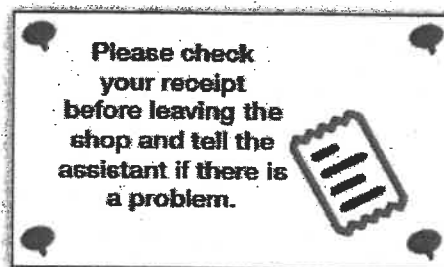 Please check
your receipt
before leaving the
shop and tell the
assistant if there is
a problem.